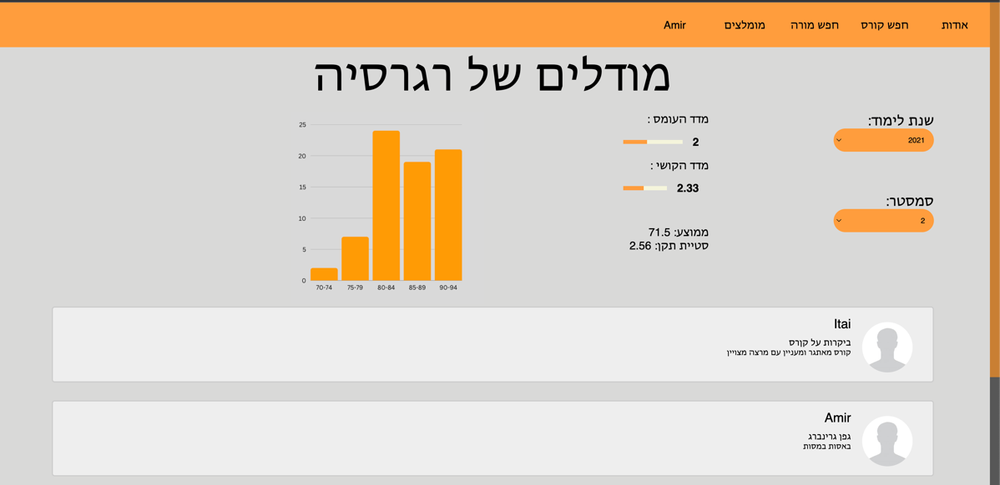 אודות
חפש קורס
חפש מורה
מומלצים
Amir
מודלים של רגרסיה
שנת לימוד:
2021
סמסטר:
2
מדד העומס :
2
מדד הקושי :
2.33
ממוצע: 71.5
סטיית תקן: 2.56
25
20
15
10
5
0
70-74
75-79
80-84
85-89
90-94
Itai
ביקרות על קורס
קורס מאתגר ומעניין עם מרצה מצויין
Amir
גפן גרינברג
באסות במסות